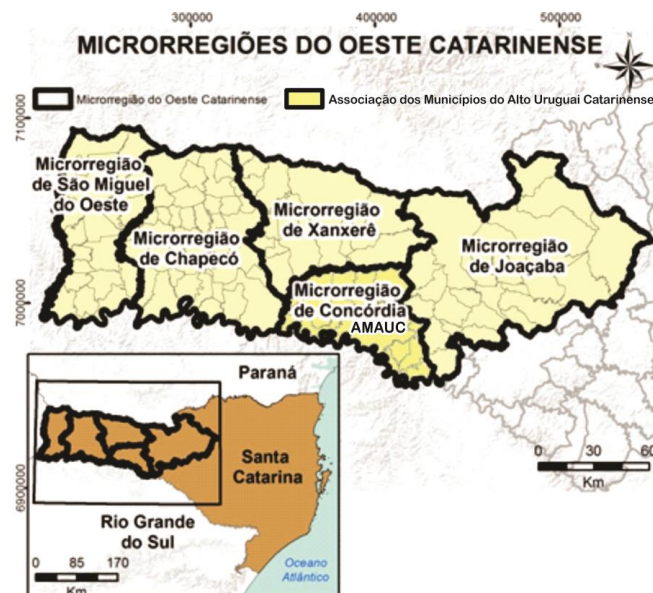 300000
400000
500000
MICRORREGIÕES DO OESTE CATARINENSE
Microrregião do Oeste Catarinense
Associação dos Municípios do Alto Uruguai Catarinense
7100000
Microrregião
de São Miguel
do Oeste
Microrregião
de Chapecó
Microrregião
de Xanxerê
Microrregião
de Joaçaba
7000000
Microrregião
de Concórdia
AMAUC
6900000
Paraná
Santa
Catarina
Rio Grande
do Sul
Oceano
Atlântico
0 85 170
Km
0 30 60
Km